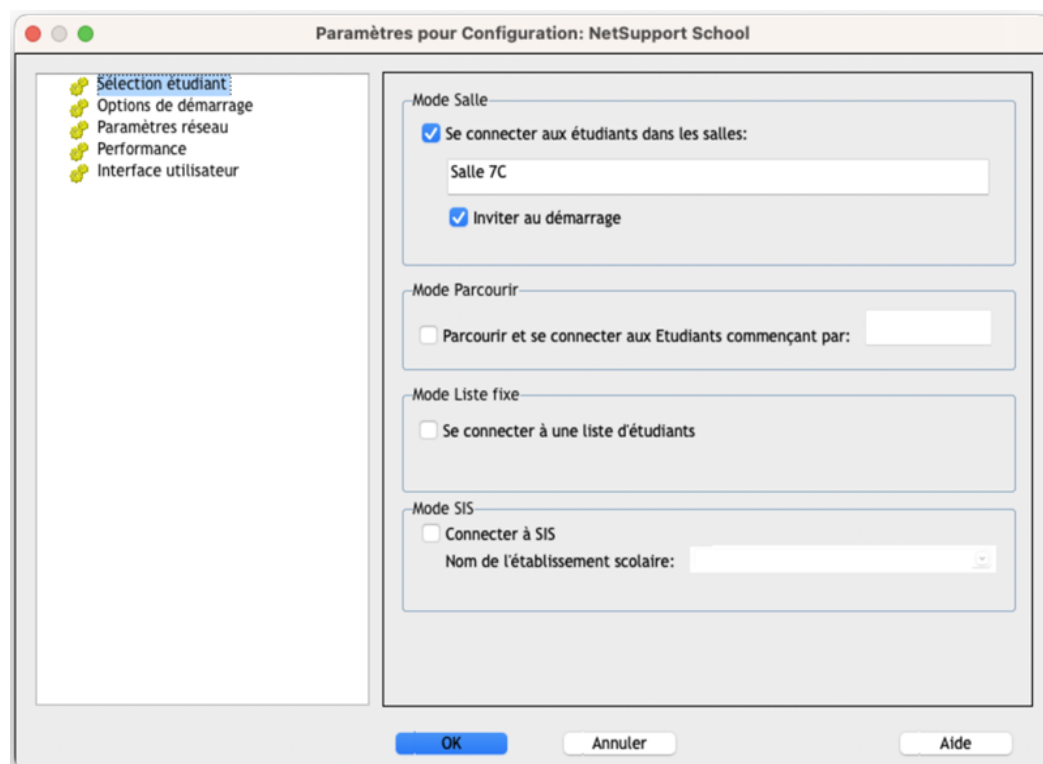 Paramètres pour Configuration: NetSupport School
Sélection étudiant
Options de démarrage
Paramètres réseau
Performance
Interface utilisateur
Mode Salle
Se connecter aux étudiants dans les salles:
Salle 7C
Inviter au démarrage
Mode Parcourir
Parcourir et se connecter aux Etudiants commençant par:
Mode Liste fixe
Se connecter à une liste d'étudiants
Mode SIS
Connecter à SIS
Nom de l'établissement scolaire:
OK
Annuler
Aide